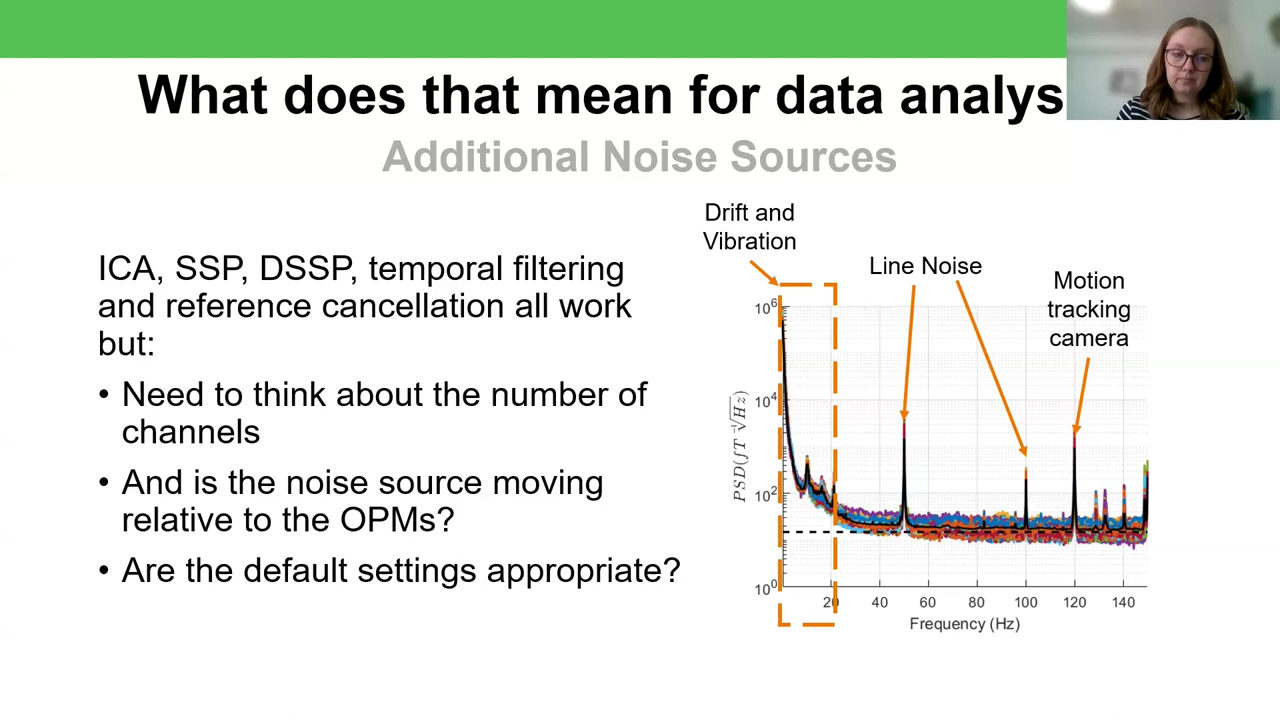 What does that mean for data analys
Additional Noise Sources
ICA, SSP, DSSP, temporal filtering
and reference cancellation all work
but:
• Need to think about the number of
channels
• And is the noise source moving
relative to the OPMs?
• Are the default settings appropriate?
Drift and
Vibration
Line Noise
Motion
tracking
camera
PSD(fT ⁻¹√Hz)
10⁶
10⁴
10²
10⁰
20 40 60 80 100 120 140
Frequency (Hz)